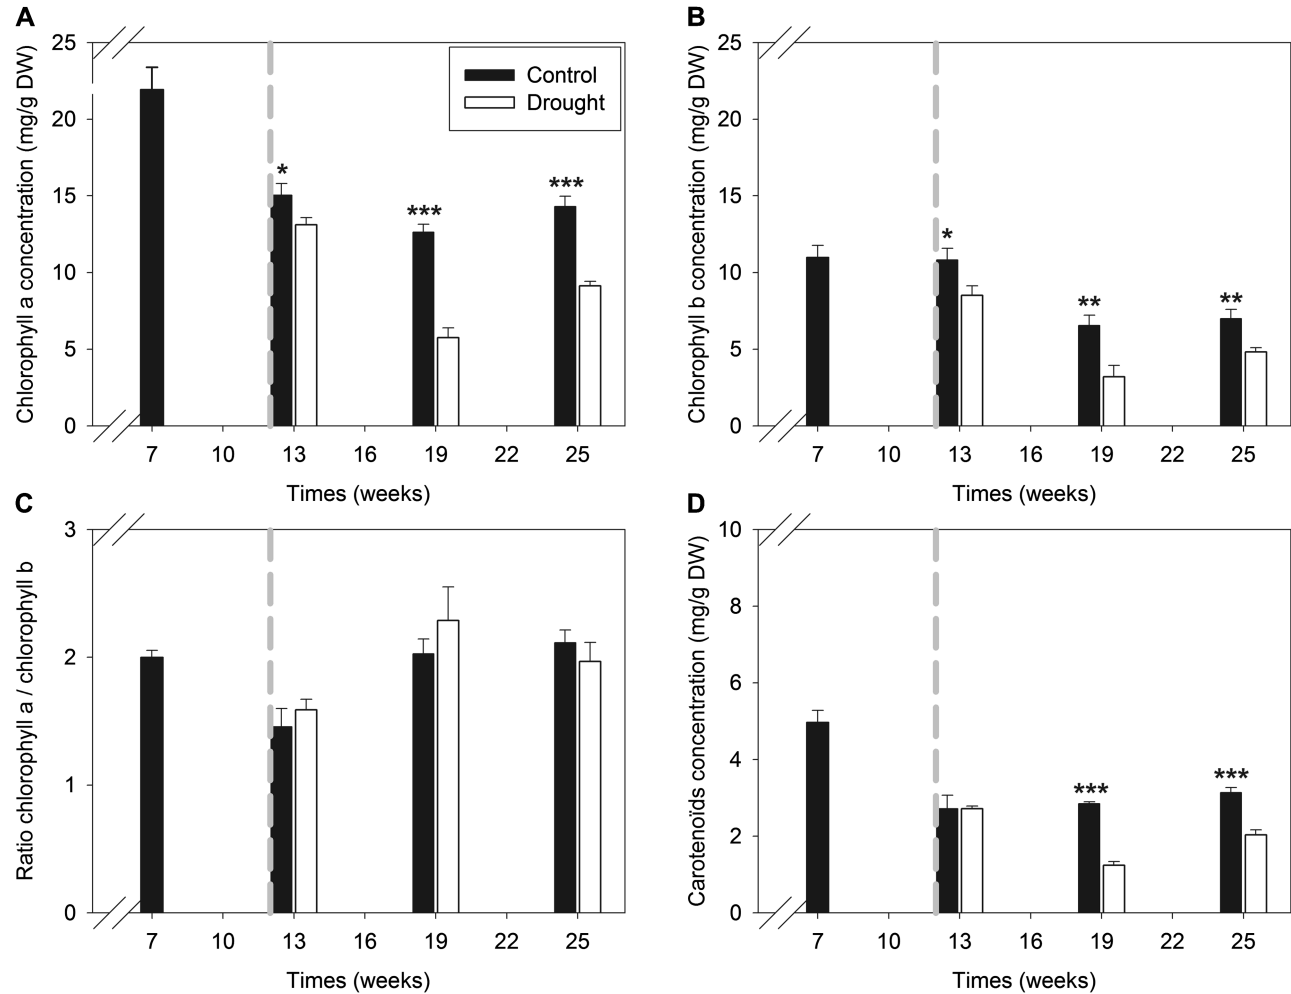 A
Chlorophyll a concentration (mg/g DW)
25
20
15
10
5
0
Control
Drought
*
***
***
7 10 13 16 19 22 25
Times (weeks)
B
Chlorophyll b concentration (mg/g DW)
25
20
15
10
5
0
*
**
**
7 10 13 16 19 22 25
Times (weeks)
C
Ratio chlorophyll a / chlorophyll b
3
2
1
0
7 10 13 16 19 22 25
Times (weeks)
D
Carotenoïds concentration (mg/g DW)
10
8
6
4
2
0
***
***
7 10 13 16 19 22 25
Times (weeks)